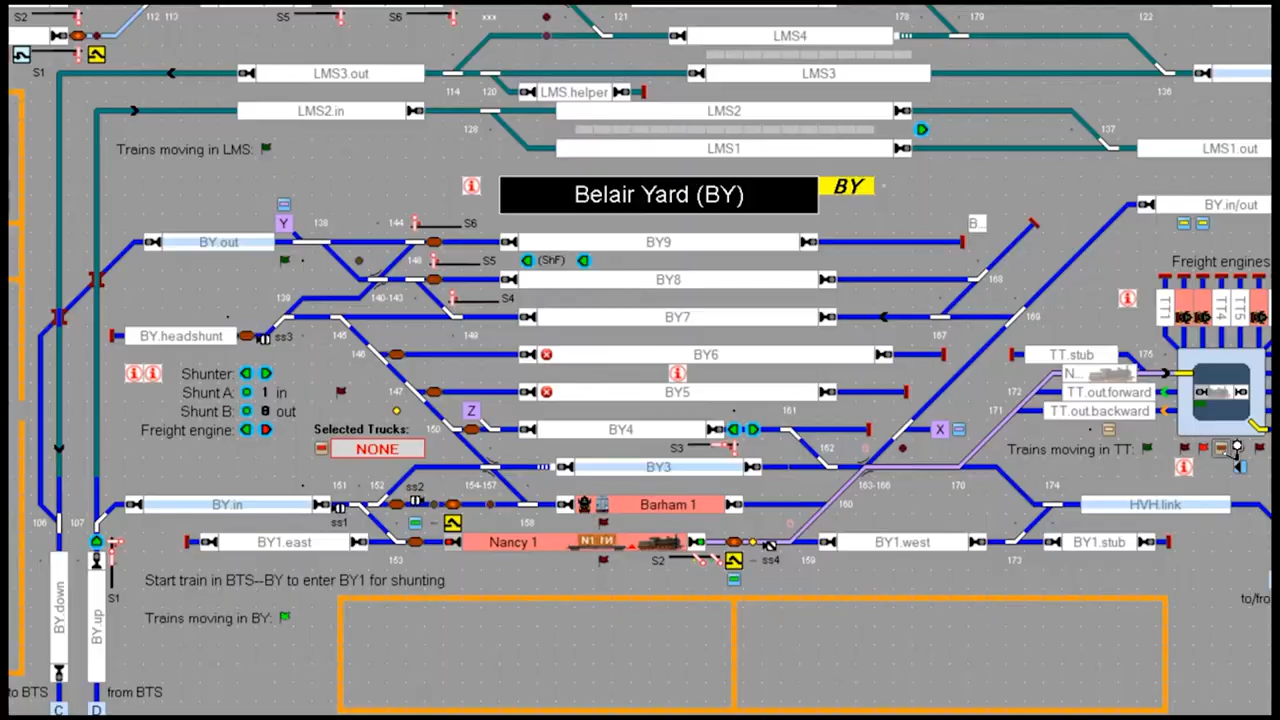 S2
112 113
S5
S6
xxx
121
LMS4
178
179
122
S1
LMS3.out
114
120
LMS3
136
LMS.helper
LMS2.in
128
LMS2
137
Trains moving in LMS:
LMS1
LMS1.out
Belair Yard (BY)
BY
BY.in/out
Y
138
144
S6
B...
BY.out
BY9
148
S5
(ShF)
Freight engines
140-143
BY8
168
139
S4
TT1
TT4
TT5
BY7
149
167
169
BY.headshunt
ss3
146
BY6
TT.stub
175
Shunter:
N...
Shunt A: 1 in
147
BY5
172
TT.out.forward
Shunt B: 8 out
Z
161
171
TT.out.backward
Freight engine:
Selected Trucks:
150
BY4
X
NONE
S3
162
Trains moving in TT:
BY3
151
152
ss2
154-157
163-166
170
174
BY.in
Barham 1
160
HVH.link
106
107
ss1
158
BY1.east
Nancy 1
N1 N1
BY1.west
BY1.stub
153
S2
ss4
159
173
Start train in BTS--BY to enter BY1 for shunting
S1
to/fro
BY.down
BY.up
Trains moving in BY:
to BTS
from BTS
C
D